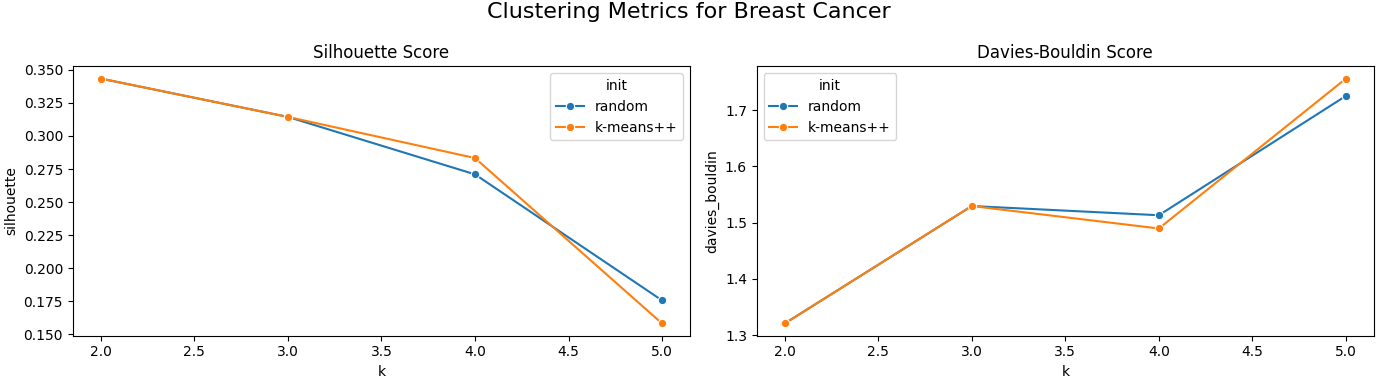 Clustering Metrics for Breast Cancer
Silhouette Score
silhouette
0.350
0.325
0.300
0.275
0.250
0.225
0.200
0.175
0.150
init
random
k-means++
2.0 2.5 3.0 3.5 4.0 4.5 5.0
k
Davies-Bouldin Score
davies_bouldin
1.7
1.6
1.5
1.4
1.3
init
random
k-means++
2.0 2.5 3.0 3.5 4.0 4.5 5.0
k